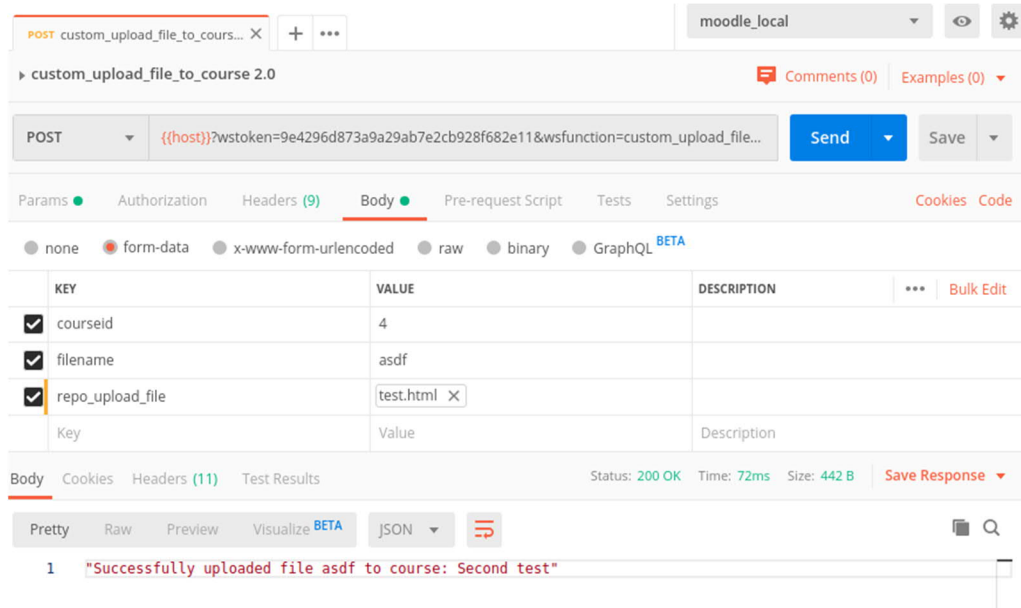 POST custom_upload_file_to_cours... moodle_local
custom_upload_file_to_course 2.0 Comments (0) Examples (0)
POST {{host}}?wstoken=9e4296d873a9a29ab7e2cb928f682e11&wsfunction=custom_upload_file... Send Save
Params Authorization Headers (9) Body Pre-request Script Tests Settings Cookies Code
none form-data x-www-form-urlencoded raw binary GraphQL BETA
KEY VALUE DESCRIPTION ••• Bulk Edit
courseid 4
filename asdf
repo_upload_file test.html
Key Value Description
Body Cookies Headers (11) Test Results Status: 200 OK Time: 72ms Size: 442 B Save Response
Pretty Raw Preview Visualize BETA JSON
1 "Successfully uploaded file asdf to course: Second test"